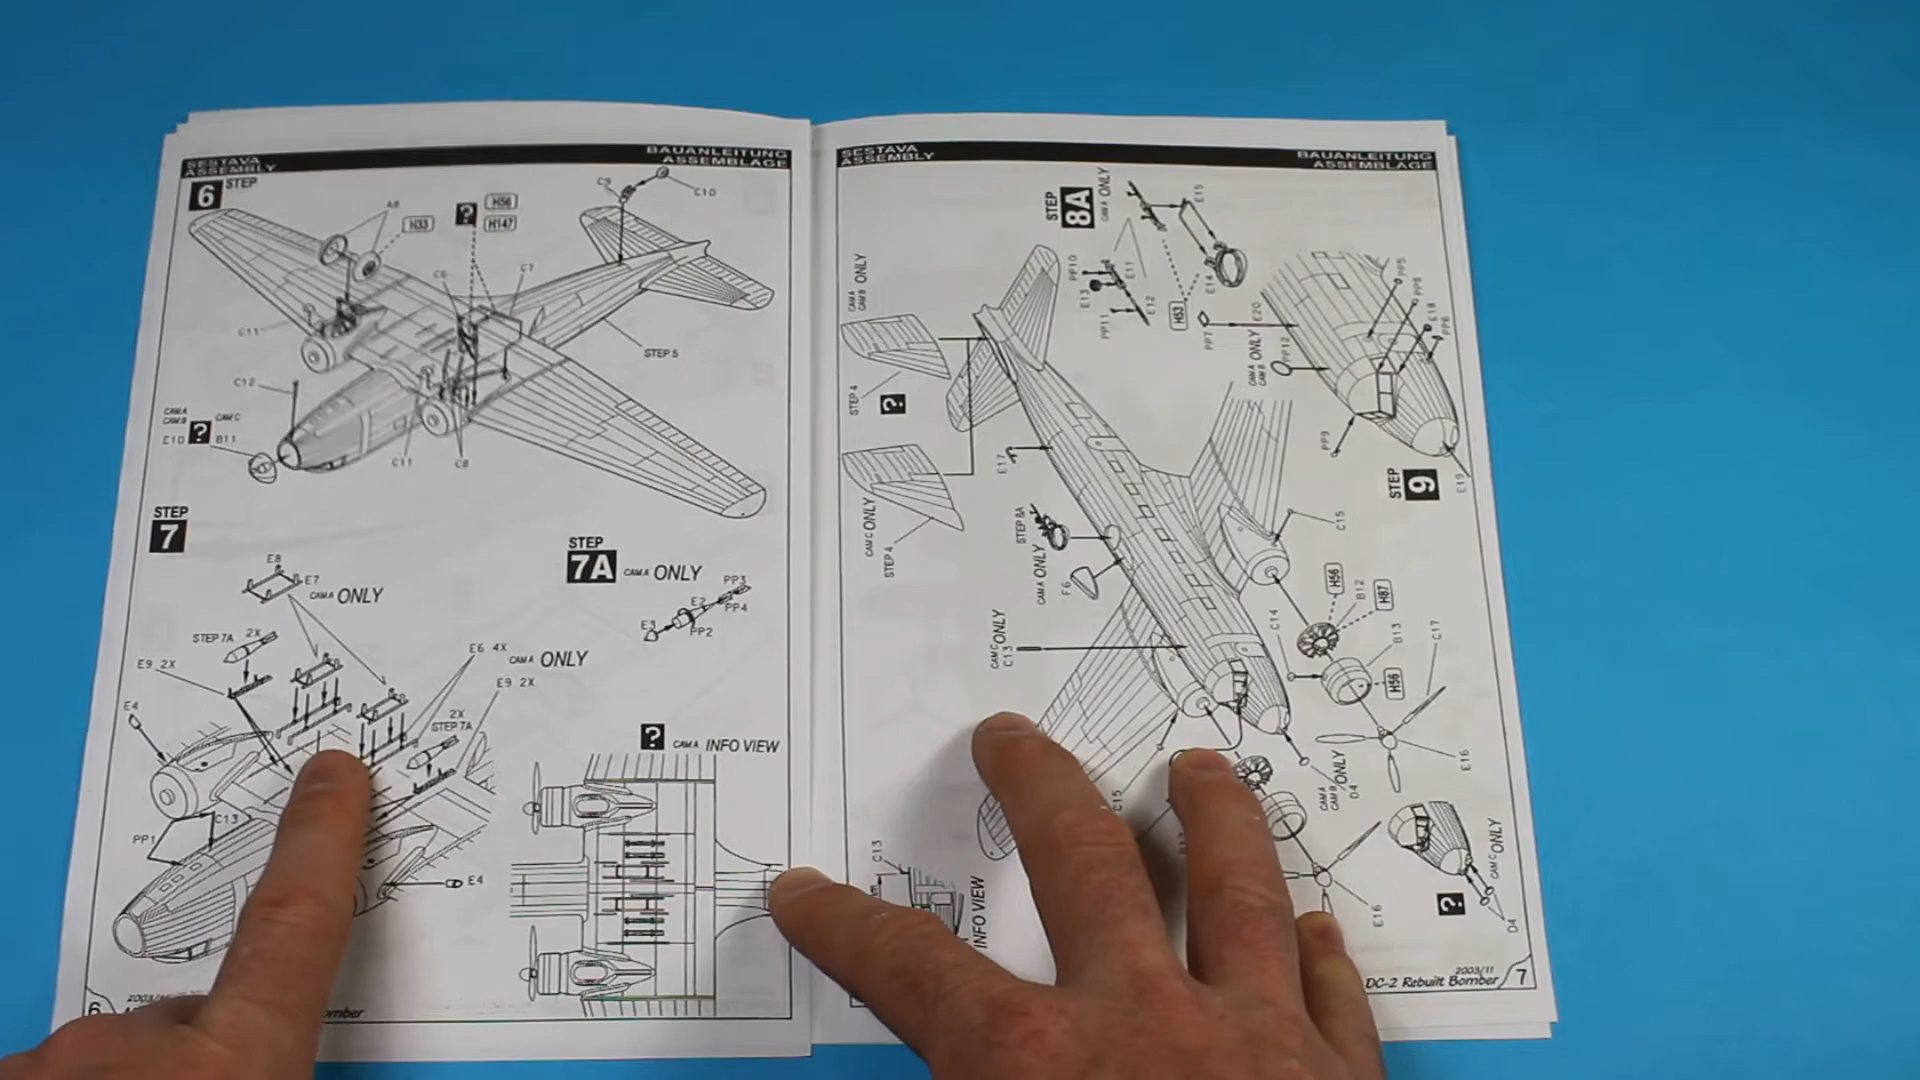 SESTAVA
ASSEMBLY
BAUANLEITUNG
ASSEMBLAGE
6
STEP
A8
H33
?
H56
H147
C9
C10
C6
C7
C11
STEP 5
C12
CAM A
CAM B
CAM C
E10
?
B11
C11
C8
STEP
7
E8
E7
CAM A ONLY
STEP 7A
2X
E9 2X
E4
E6 4X
CAM A ONLY
E9 2X
2X
STEP 7A
PP1
C13
E4
STEP
7A
CAM A ONLY
PP3
E2
PP4
E3
PP2
?
CAM A INFO VIEW
6
SESTAVA
ASSEMBLY
BAUANLEITUNG
ASSEMBLAGE
STEP
8A
CAM A ONLY
E15
PP10
E11
E13
E14
PP11
E12
H53
CAM A
CAM B ONLY
STEP 4
?
CAM C ONLY
STEP 4
PP7
E20
PP5
PP8
E18
PP6
CAM A
CAM B ONLY
PP12
PP9
E19
STEP
9
E17
STEP 8A
CAM A ONLY
F6
CAM C ONLY
C13
C15
H56
B12
H87
C14
B13
C17
H56
E16
CAM A
CAM B ONLY
D4
C15
E16
C13
INFO VIEW
CAM C ONLY
?
D4
2003/11
DC-2 Rebuilt Bomber
7